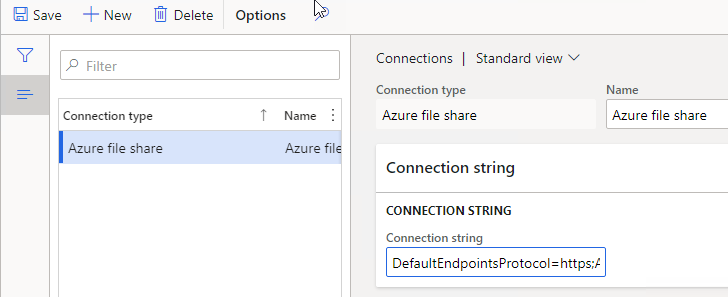 Save + New Delete Options
Filter
Connection type Name
Azure file share Azure file
Connections | Standard view
Connection type Name
Azure file share Azure file share
Connection string
CONNECTION STRING
Connection string
DefaultEndpointsProtocol=https;A